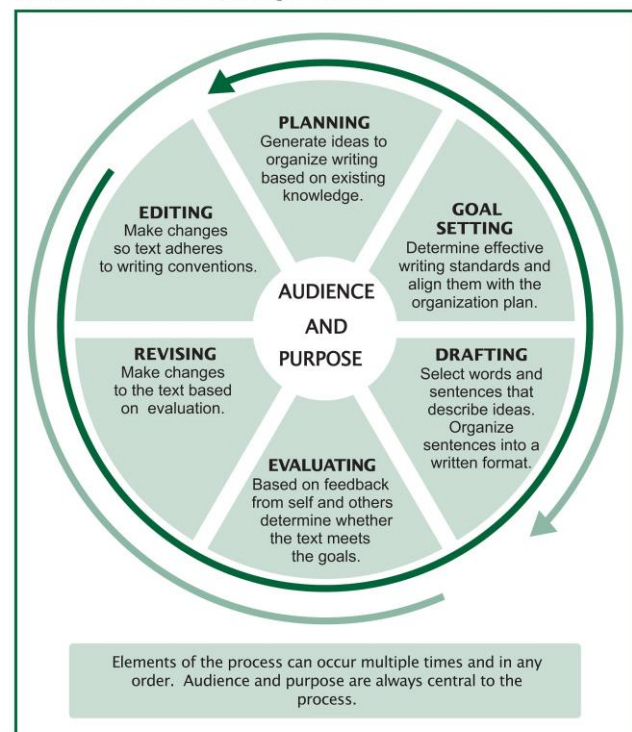 PLANNING
Generate ideas to
organize writing
based on existing
knowledge.
GOAL
SETTING
Determine effective
writing standards and
align them with the
organization plan.
DRAFTING
Select words and
sentences that
describe ideas.
Organize
sentences into a
written format.
EVALUATING
Based on feedback
from self and others
determine whether
the text meets
the goals.
REVISING
Make changes
to the text based
on evaluation.
EDITING
Make changes
so text adheres
to writing conventions.
AUDIENCE
AND
PURPOSE
Elements of the process can occur multiple times and in any
order. Audience and purpose are always central to the
process.